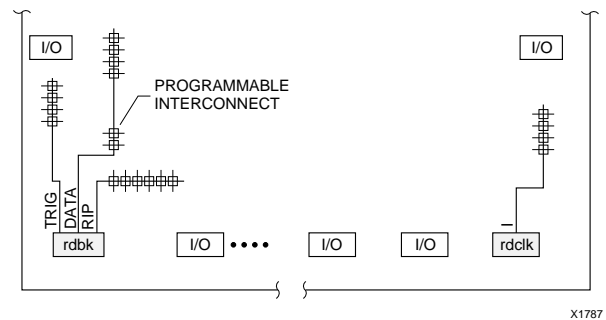 I/O
I/O
PROGRAMMABLE
INTERCONNECT
TRIG
DATA
RIP
I
rdbk
I/O
I/O
I/O
rdclk
X1787